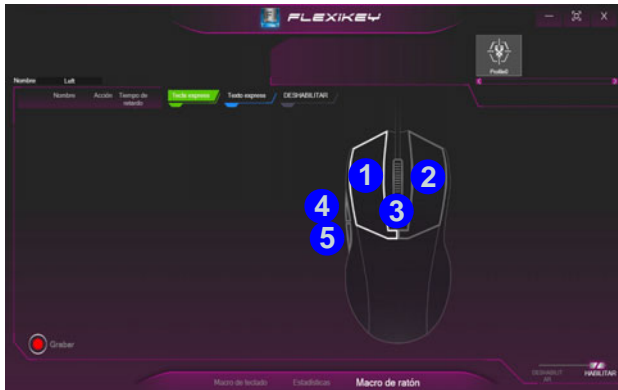 FLEXIKEY
Profile0
Nombre Left
Nombre Acción Tiempo de retardo Tecla express Texto express DESHABILITAR
1
2
3
4
5
Grabar
DESHABILIT AR HABILITAR
Macro de teclado Estadísticas Macro de ratón